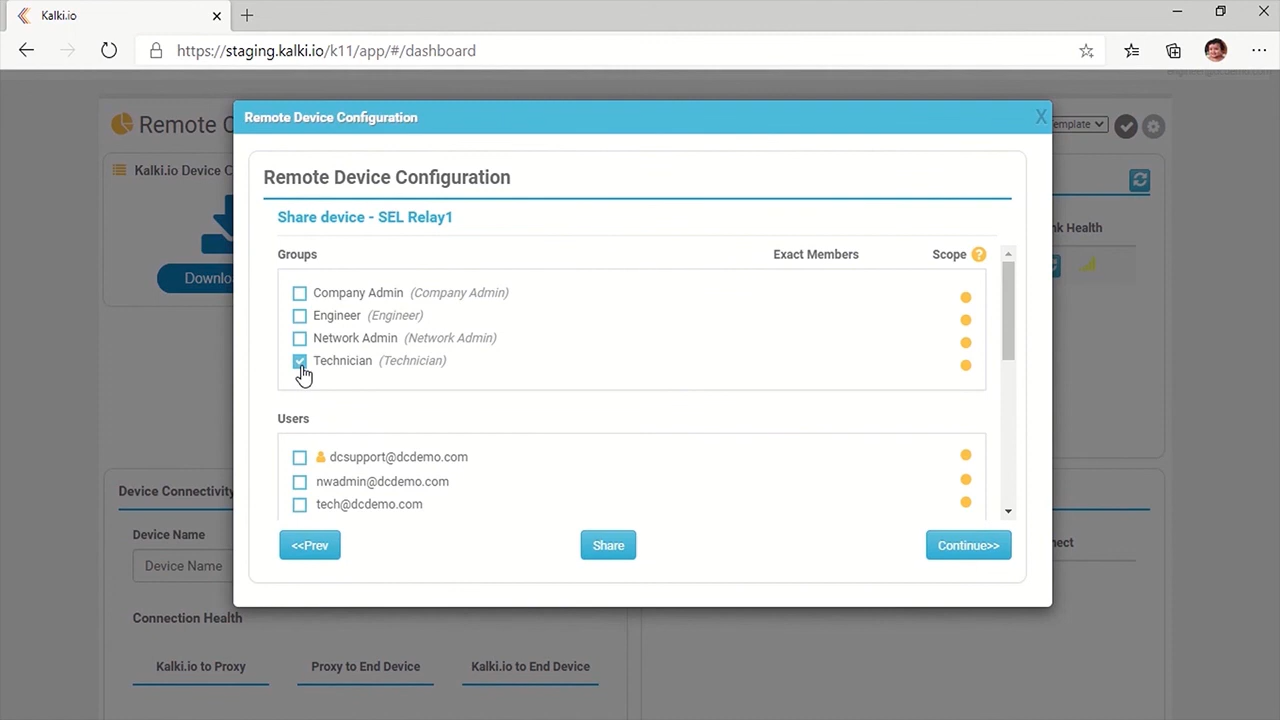 Kalki.io
https://staging.kalki.io/k11/app/#/dashboard
Remote Device Configuration
X
Remote C
emplate
Kalki.io Device C
Remote Device Configuration
Share device - SEL Relay1
Groups Exact Members Scope ?
nk Health
Company Admin (Company Admin)
Engineer (Engineer)
Network Admin (Network Admin)
Technician (Technician)
Downlo
Users
dcsupport@dcdemo.com
nwadmin@dcdemo.com
tech@dcdemo.com
Device Connectivity
Device Name
Device Name
<<Prev Share Continue>>
nect
Connection Health
Kalki.io to Proxy Proxy to End Device Kalki.io to End Device